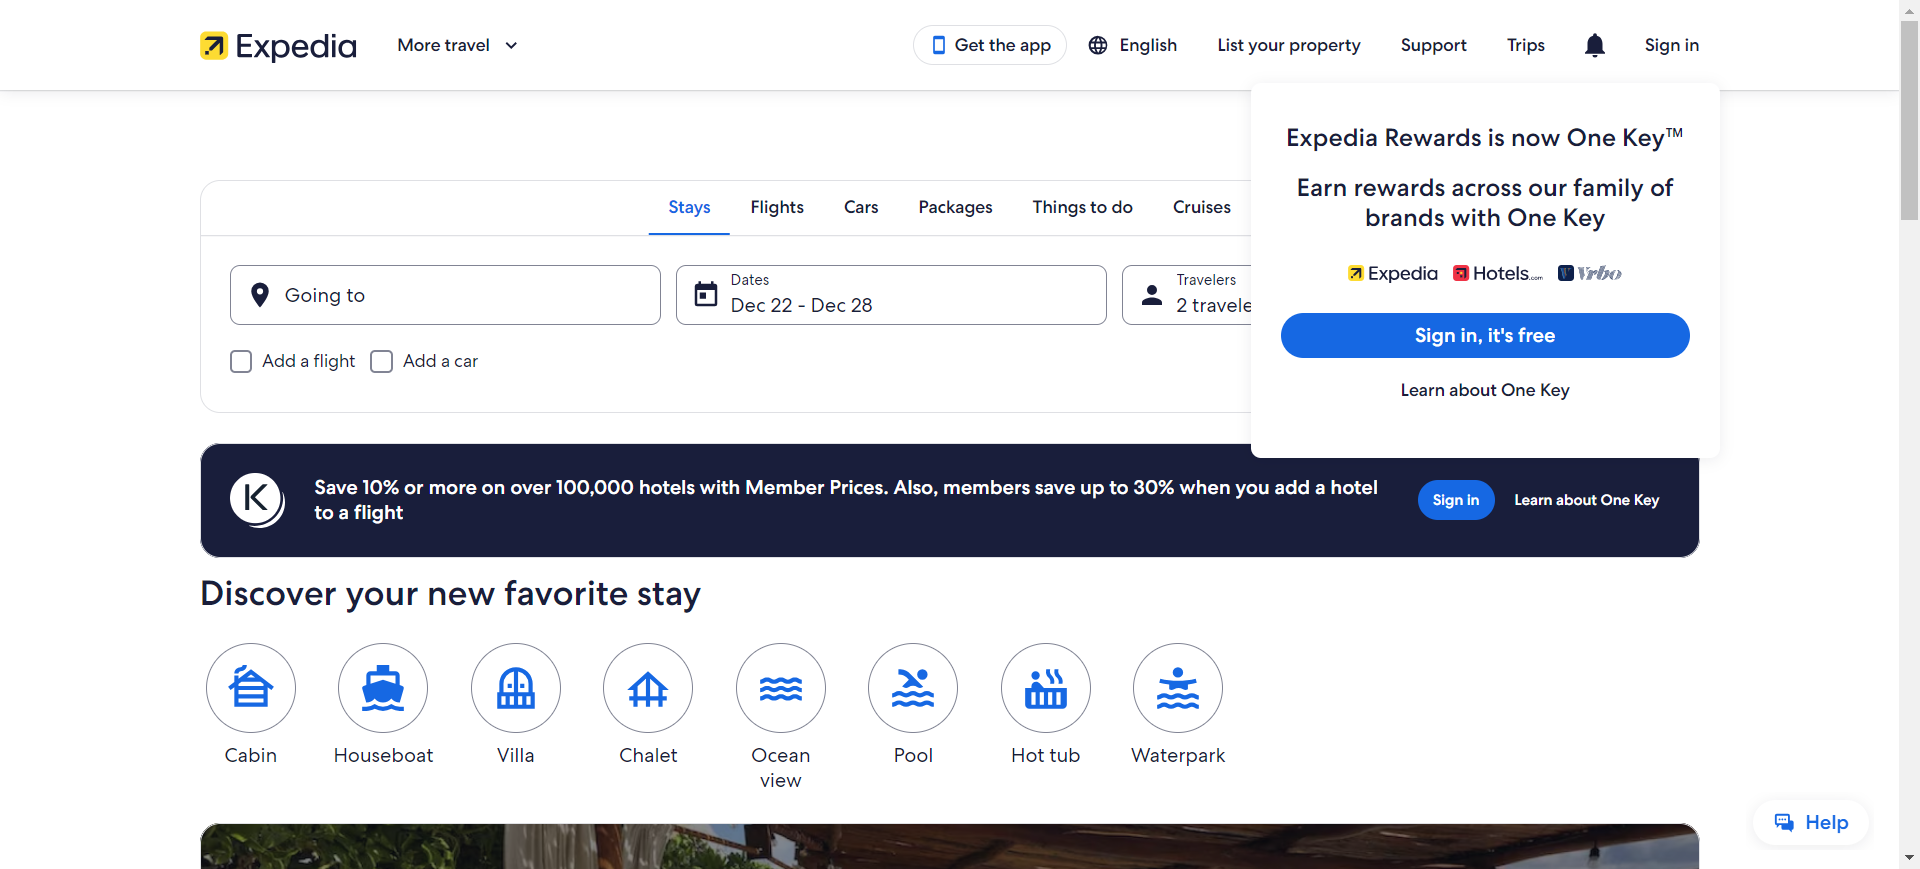 Expedia
More travel
Get the app
English
List your property
Support
Trips
Sign in
Expedia Rewards is now One Key™
Earn rewards across our family of
brands with One Key
Expedia
Hotels.com
Vrbo
Sign in, it's free
Learn about One Key
Stays
Flights
Cars
Packages
Things to do
Cruises
Going to
Dates
Dec 22 - Dec 28
Travelers
2 travele
Add a flight
Add a car
K
Save 10% or more on over 100,000 hotels with Member Prices. Also, members save up to 30% when you add a hotel
to a flight
Sign in
Learn about One Key
Discover your new favorite stay
Cabin
Houseboat
Villa
Chalet
Ocean
view
Pool
Hot tub
Waterpark
Help